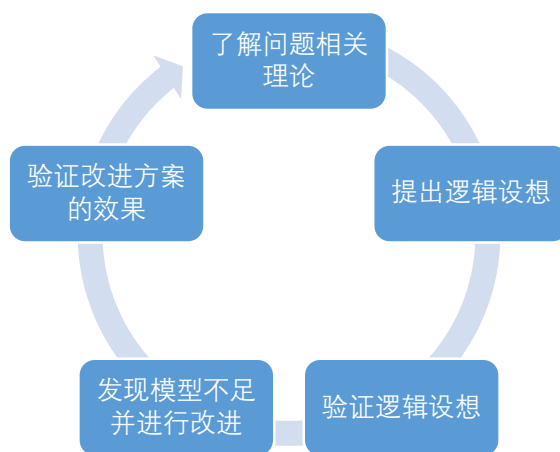 了解问题相关
理论
提出逻辑设想
验证逻辑设想
发现模型不足
并进行改进
验证改进方案
的效果